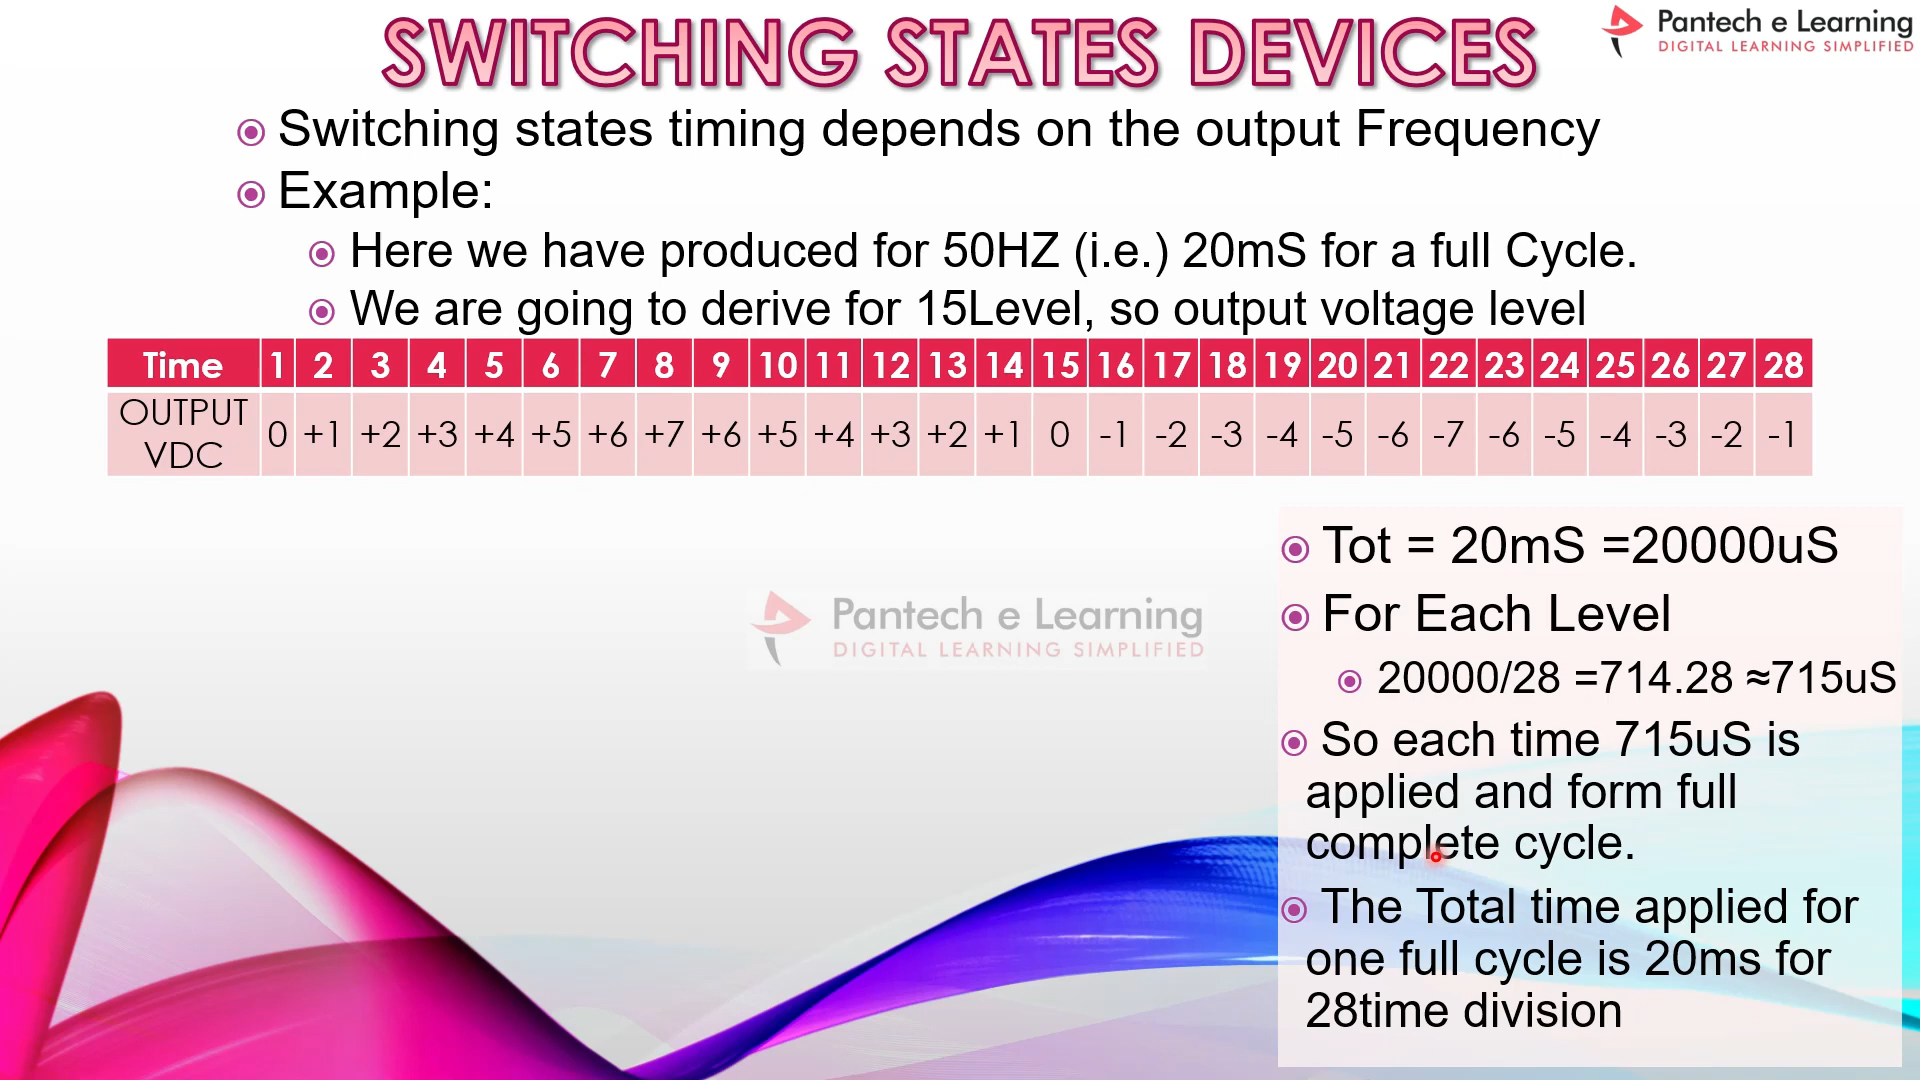 SWITCHING STATES DEVICES
Pantech e Learning
DIGITAL LEARNING SIMPLIFIED
Switching states timing depends on the output Frequency
Example:
Here we have produced for 50HZ (i.e.) 20mS for a full Cycle.
We are going to derive for 15Level, so output voltage level
Time 1 2 3 4 5 6 7 8 9 10 11 12 13 14 15 16 17 18 19 20 21 22 23 24 25 26 27 28
OUTPUT
VDC 0 +1 +2 +3 +4 +5 +6 +7 +6 +5 +4 +3 +2 +1 0 -1 -2 -3 -4 -5 -6 -7 -6 -5 -4 -3 -2 -1
Pantech e Learning
DIGITAL LEARNING SIMPLIFIED
Tot = 20mS =20000uS
For Each Level
20000/28 =714.28 ≈715uS
So each time 715uS is
applied and form full
complete cycle.
The Total time applied for
one full cycle is 20ms for
28time division